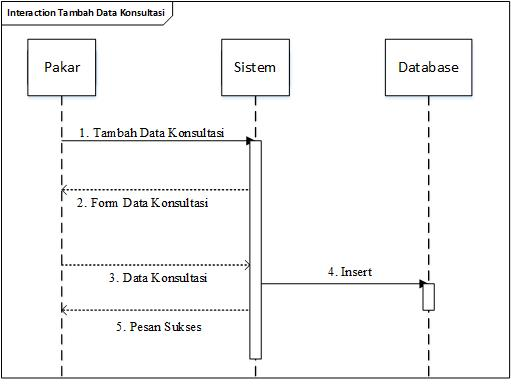 Interaction Tambah Data Konsultasi
Pakar
Sistem
Database
1. Tambah Data Konsultasi
2. Form Data Konsultasi
3. Data Konsultasi
4. Insert
5. Pesan Sukses